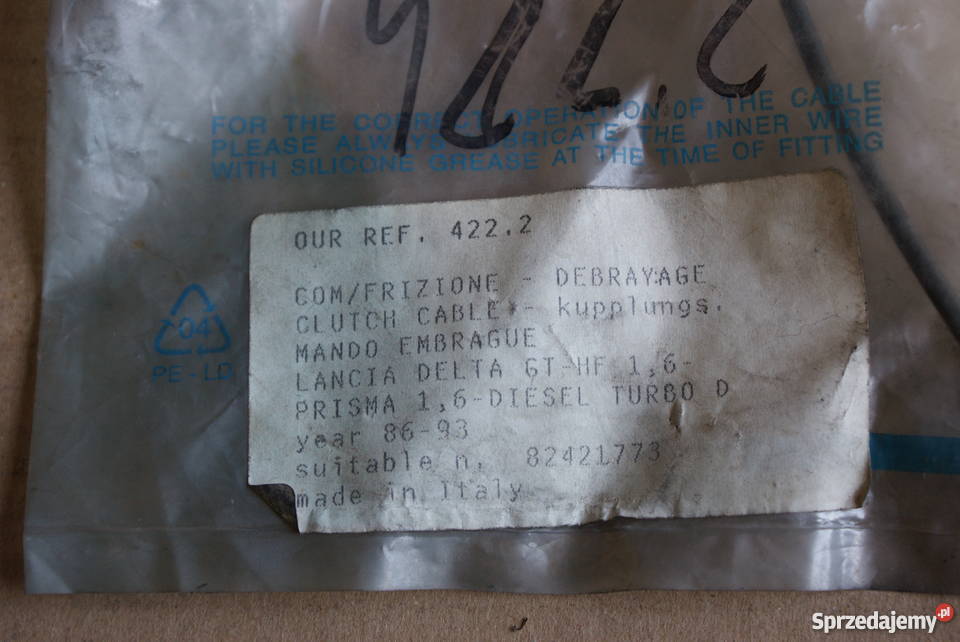 422.2
FOR THE CORRECT OPERATION OF THE CABLE
PLEASE ALWAYS LUBRICATE THE INNER WIRE
WITH SILICONE GREASE AT THE TIME OF FITTING
OUR REF. 422.2
COM/FRIZIONE - DEBRAYAGE
CLUTCH CABLE - kupplungs.
MANDO EMBRAGUE
LANCIA DELTA GT-HF 1,6-
PRISMA 1,6-DIESEL TURBO D
year 86-93
suitable n. 82421773
made in Italy
04
PE-LD
Sprzedajemy.pl